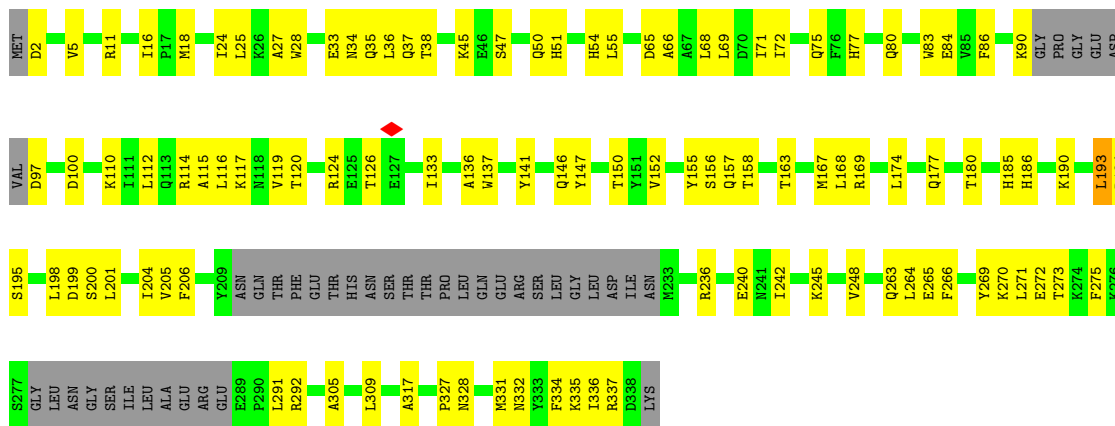 MET D2 V5 R11 I16 P17 M18 I24 L25 K26 A27 W28 E33 N34 Q35 L36 Q37 T38 K45 E46 S47 Q50 H51 H54 L55 D65 A66 A67 L68 L69 D70 I71 I72 Q75 F76 H77 Q80 W83 E84 V85 F86 K90 GLY PRO GLY GLU ASP
VAL D97 D100 K110 I111 L112 Q113 R114 A115 L116 K117 N118 V119 T120 R124 E125 T126 E127 I133 A136 W137 Y141 Q146 Y147 T150 Y151 V152 Y155 S156 Q157 T158 T163 M167 L168 R169 L174 Q177 T180 H185 H186 K190 L193
S195 L198 D199 S200 L201 I204 V205 F206 Y209 ASN GLN THR PHE GLU THR HIS ASN SER THR THR PRO LEU GLN GLU ARG SER LEU GLY LEU ASP ILE ASN M233 R236 E240 N241 I242 K245 V248 Q263 L264 E265 F266 Y269 K270 L271 E272 T273 K274 F275 K276
S277 GLY LEU ASN GLY SER ILE LEU ALA GLU ARG GLU E289 P290 L291 R292 A305 L309 A317 P327 N328 M331 N332 Y333 F334 K335 I336 R337 D338 LYS